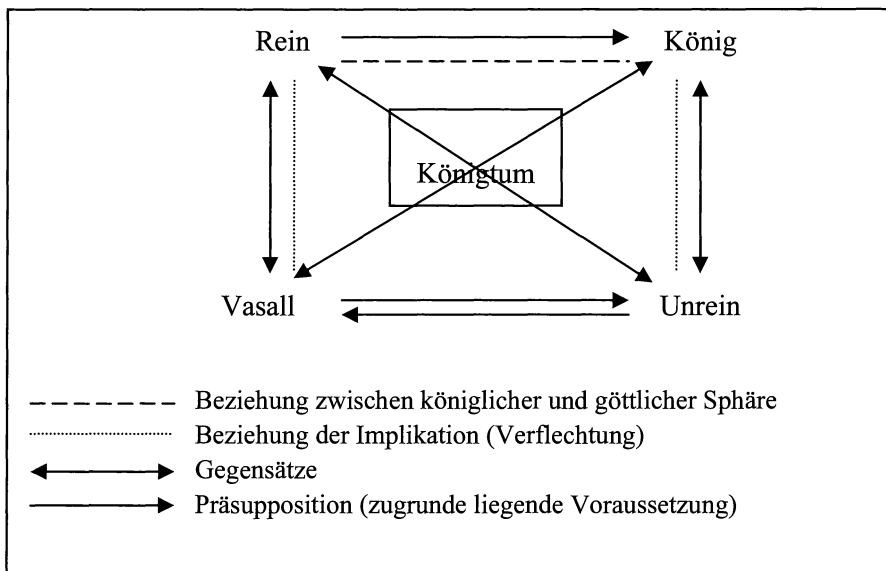 Rein König
Königtum
Vasall Unrein
Beziehung zwischen königlicher und göttlicher Sphäre
Beziehung der Implikation (Verflechtung)
Gegensätze
Präsupposition (zugrunde liegende Voraussetzung)